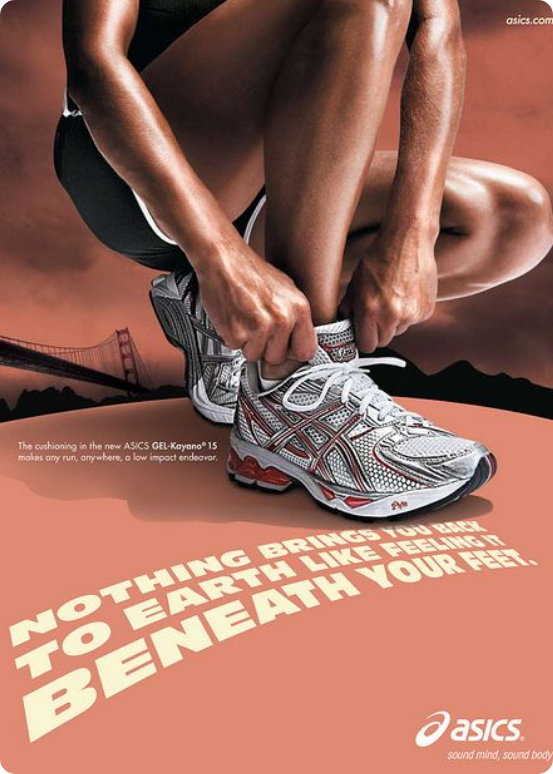 asics.com
The cushioning in the new ASICS GEL-Kayano® 15
makes any run, anywhere, a low impact endeavor.
NOTHING BRINGS YOU BACK
TO EARTH LIKE FEELING IT
BENEATH YOUR FEET.
asics®
sound mind, sound body